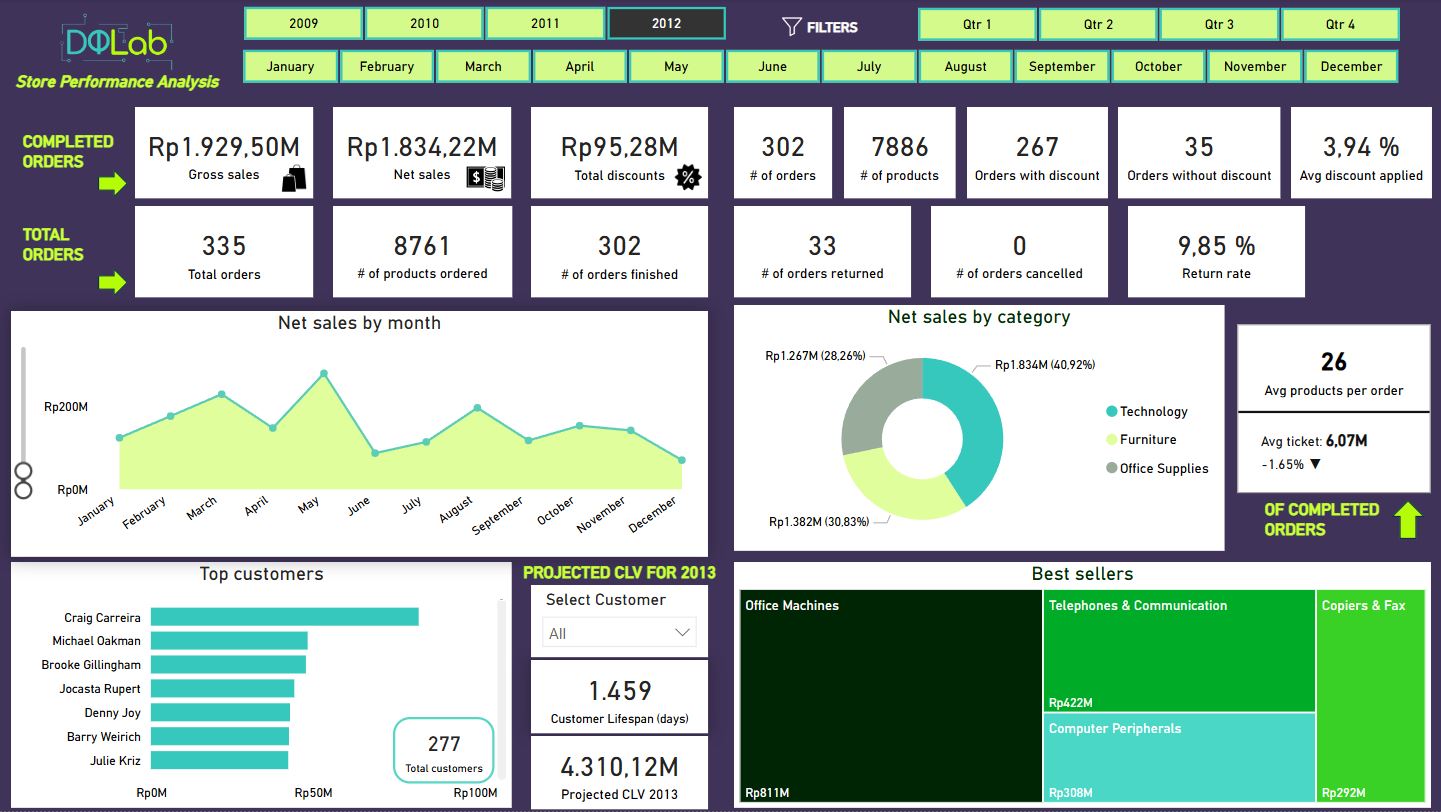 2009
2010
2011
2012
FILTERS
Qtr 1
Qtr 2
Qtr 3
Qtr 4
DΦLab
Store Performance Analysis
January
February
March
April
May
June
July
August
September
October
November
December
COMPLETED
ORDERS
Rp1.929,50M
Gross sales
Rp1.834,22M
Net sales
$
Rp95,28M
Total discounts
%
302
# of orders
7886
# of products
267
Orders with discount
35
Orders without discount
3,94 %
Avg discount applied
TOTAL
ORDERS
335
Total orders
8761
# of products ordered
302
# of orders finished
33
# of orders returned
0
# of orders cancelled
9,85 %
Return rate
Net sales by month
Rp200M
Rp0M
January
February
March
April
May
June
July
August
September
October
November
December
Net sales by category
Rp1.267M (28,26%)
Rp1.834M (40,92%)
Rp1.382M (30,83%)
Technology
Furniture
Office Supplies
26
Avg products per order
Avg ticket: 6,07M
-1.65% ▼
OF COMPLETED
ORDERS
Top customers
Craig Carreira
Michael Oakman
Brooke Gillingham
Jocasta Rupert
Denny Joy
Barry Weirich
Julie Kriz
Rp0M
Rp50M
Rp100M
277
Total customers
PROJECTED CLV FOR 2013
Select Customer
All
1.459
Customer Lifespan (days)
4.310,12M
Projected CLV 2013
Best sellers
Office Machines
Rp811M
Telephones & Communication
Rp422M
Computer Peripherals
Rp308M
Copiers & Fax
Rp292M